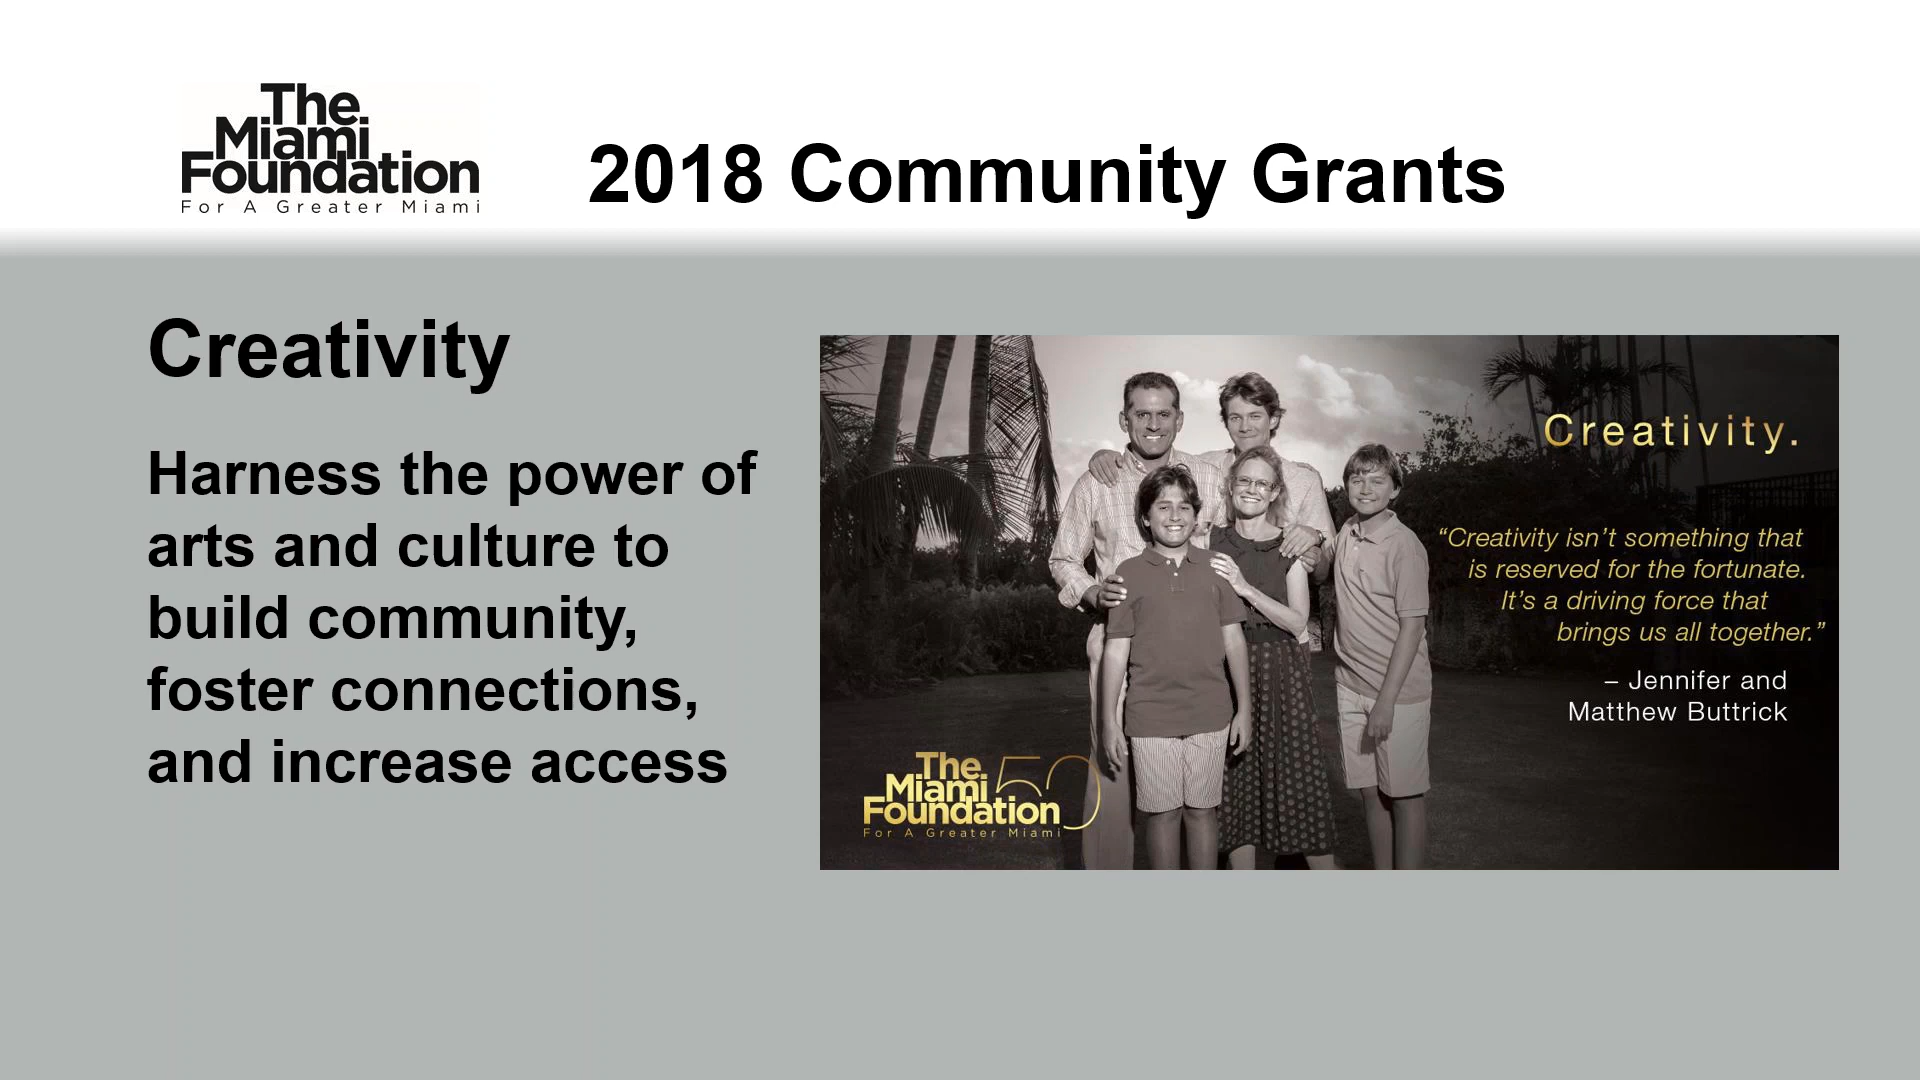 The
Miami
Foundation
For A Greater Miami
2018 Community Grants
Creativity
Harness the power of
arts and culture to
build community,
foster connections,
and increase access
Creativity.
“Creativity isn’t something that
is reserved for the fortunate.
It’s a driving force that
brings us all together.”
– Jennifer and
Matthew Buttrick
The
Miami
Foundation
For A Greater Miami
50